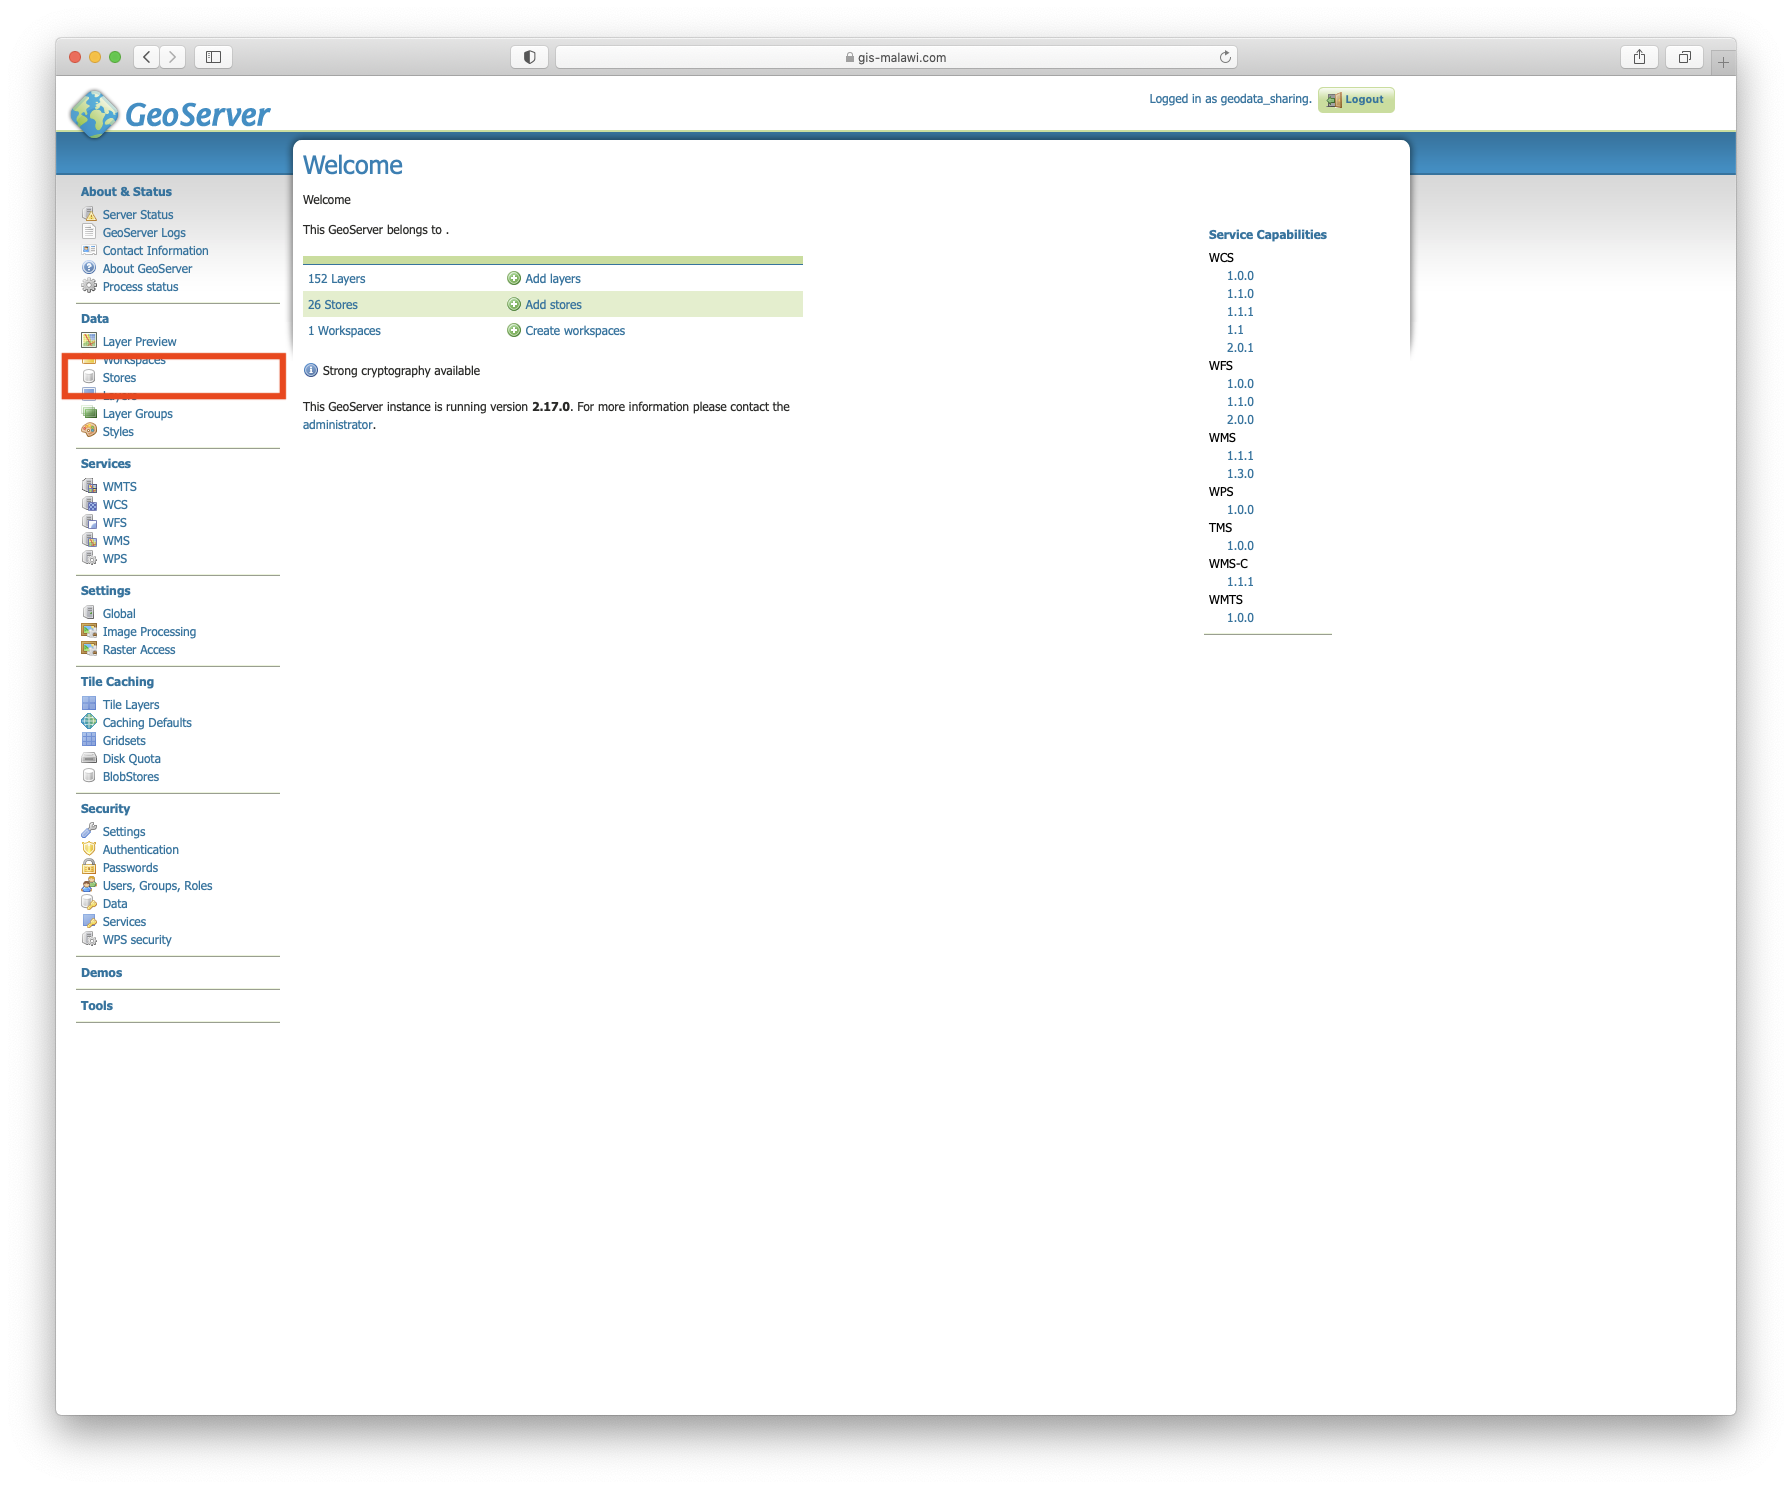 gis-malawi.com
GeoServer
Logged in as geodata_sharing.
Logout
About & Status
Server Status
GeoServer Logs
Contact Information
About GeoServer
Process status
Data
Layer Preview
Workspaces
Stores
Layers
Layer Groups
Styles
Services
WMTS
WCS
WFS
WMS
WPS
Settings
Global
Image Processing
Raster Access
Tile Caching
Tile Layers
Caching Defaults
Gridsets
Disk Quota
BlobStores
Security
Settings
Authentication
Passwords
Users, Groups, Roles
Data
Services
WPS security
Demos
Tools
Welcome
Welcome
This GeoServer belongs to .
152 Layers Add layers
26 Stores Add stores
1 Workspaces Create workspaces
Strong cryptography available
This GeoServer instance is running version 2.17.0. For more information please contact the
administrator.
Service Capabilities
WCS
1.0.0
1.1.0
1.1.1
1.1
2.0.1
WFS
1.0.0
1.1.0
2.0.0
WMS
1.1.1
1.3.0
WPS
1.0.0
TMS
1.0.0
WMS-C
1.1.1
WMTS
1.0.0